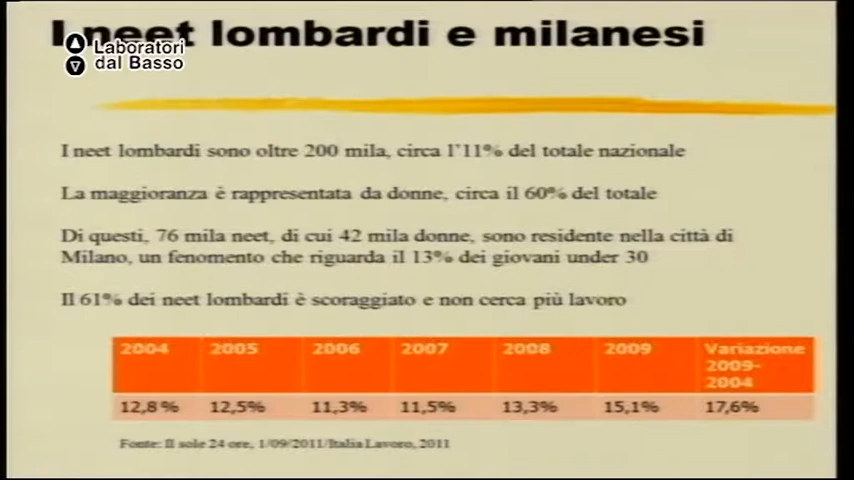 I neet lombardi e milanesi
Laboratori
dal Basso
I neet lombardi sono oltre 200 mila, circa l'11% del totale nazionale
La maggioranza è rappresentata da donne, circa il 60% del totale
Di questi, 76 mila neet, di cui 42 mila donne, sono residente nella città di
Milano, un fenomeno che riguarda il 13% dei giovani under 30
Il 61% dei neet lombardi è scoraggiato e non cerca più lavoro
2004 2005 2006 2007 2008 2009 Variazione
2009-
2004
12,8% 12,5% 11,3% 11,5% 13,3% 15,1% 17,6%
Fonte: Il sole 24 ore, 1/09/2011/Italia Lavoro, 2011